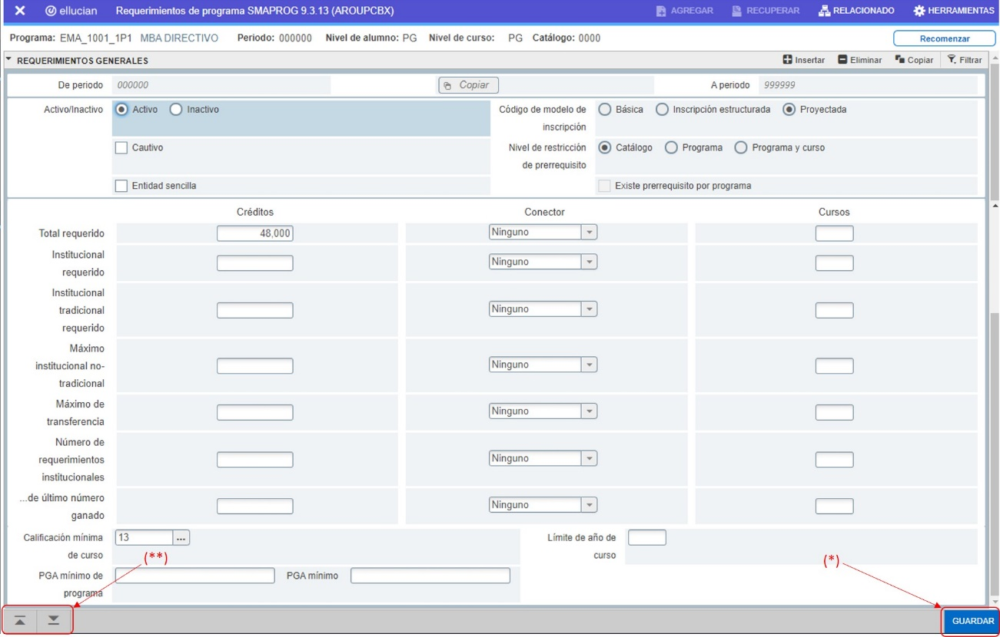 ✕ ellucian Requerimientos de programa SMAPROG 9.3.13 (AROUPCBX) AGREGAR RECUPERAR RELACIONADO HERRAMIENTAS
Programa: EMA_1001_1P1 MBA DIRECTIVO Periodo: 000000 Nivel de alumno: PG Nivel de curso: PG Catálogo: 0000 Recomenzar
REQUERIMIENTOS GENERALES Insertar Eliminar Copiar Filtrar
De periodo 000000 Copiar A periodo 999999
Activo/Inactivo Activo Inactivo
Código de modelo de
inscripción
Básica Inscripción estructurada Proyectada
Cautivo
Nivel de restricción
de prerrequisito
Catálogo Programa Programa y curso
Entidad sencilla Existe prerrequisito por programa
Créditos Conector Cursos
Total requerido 48,000 Ninguno
Institucional
requerido
Ninguno
Institucional
tradicional
requerido
Ninguno
Máximo
institucional no-
tradicional
Ninguno
Máximo de
transferencia
Ninguno
Número de
requerimientos
institucionales
Ninguno
...de último número
ganado
Ninguno
Calificación mínima
de curso
13 ...
Límite de año de
curso
(**)
(*)
PGA mínimo de
programa
PGA mínimo
GUARDAR